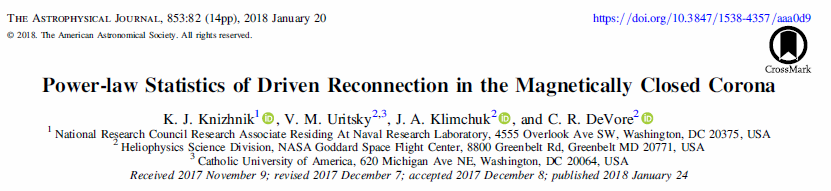 The Astrophysical Journal, 853:82 (14pp), 2018 January 20
https://doi.org/10.3847/1538-4357/aaa0d9
© 2018. The American Astronomical Society. All rights reserved.
CrossMark
Power-law Statistics of Driven Reconnection in the Magnetically Closed Corona
K. J. Knizhnik1 iD, V. M. Uritsky2,3, J. A. Klimchuk2 iD, and C. R. DeVore2 iD
1 National Research Council Research Associate Residing At Naval Research Laboratory, 4555 Overlook Ave SW, Washington, DC 20375, USA
2 Heliophysics Science Division, NASA Goddard Space Flight Center, 8800 Greenbelt Rd, Greenbelt MD 20771, USA
3 Catholic University of America, 620 Michigan Ave NE, Washington, DC 20064, USA
Received 2017 November 9; revised 2017 December 7; accepted 2017 December 8; published 2018 January 24